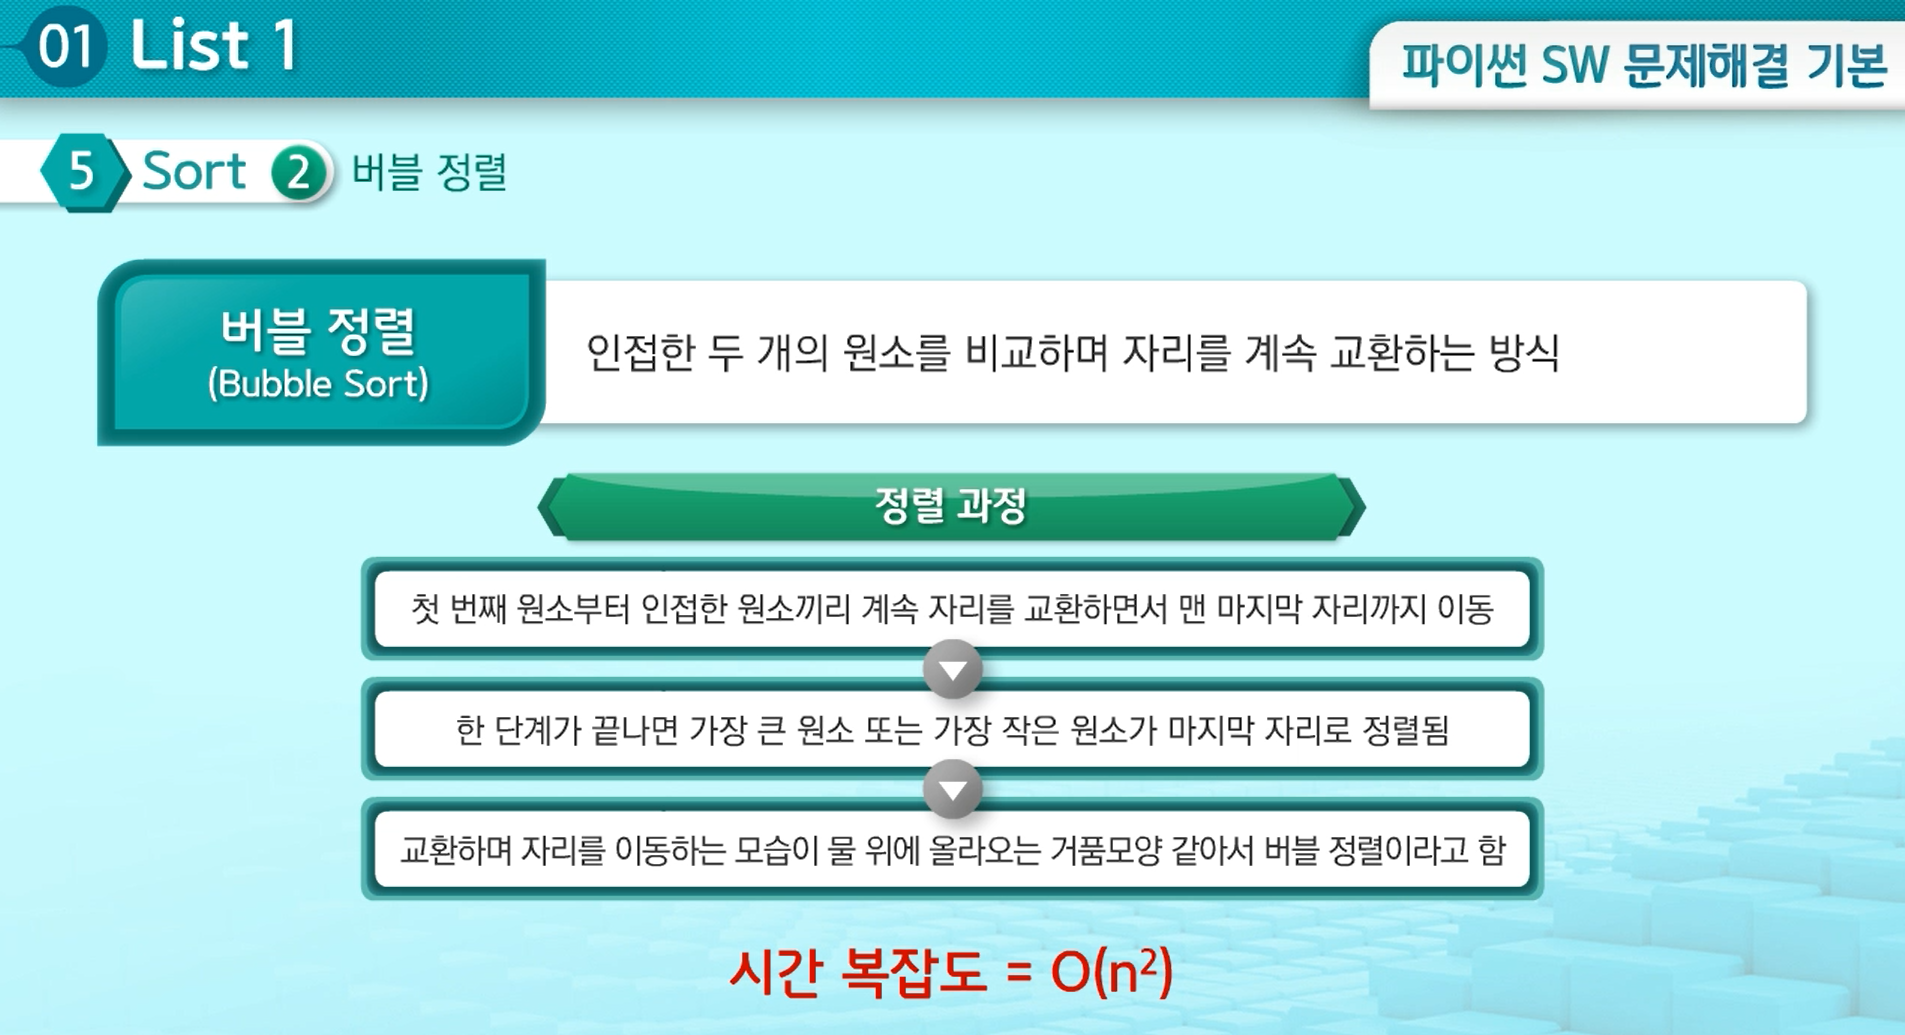 01 List 1
파이썬 SW 문제해결 기본
5 Sort 2 버블 정렬
버블 정렬
(Bubble Sort)
인접한 두 개의 원소를 비교하며 자리를 계속 교환하는 방식
정렬 과정
첫 번째 원소부터 인접한 원소끼리 계속 자리를 교환하면서 맨 마지막 자리까지 이동
한 단계가 끝나면 가장 큰 원소 또는 가장 작은 원소가 마지막 자리로 정렬됨
교환하며 자리를 이동하는 모습이 물 위에 올라오는 거품모양 같아서 버블 정렬이라고 함
시간 복잡도 = O(n²)